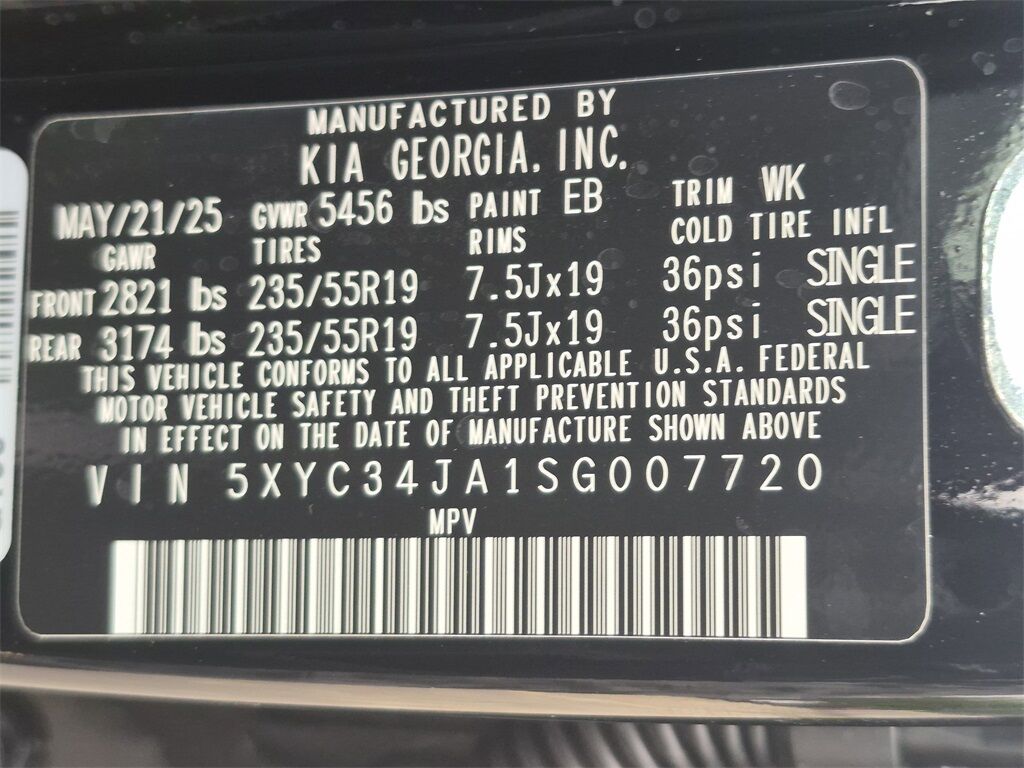 MANUFACTURED BY
KIA GEORGIA. INC.
MAY/21/25 GVWR 5456 lbs PAINT EB TRIM WK
GAWR TIRES RIMS COLD TIRE INFL
FRONT 2821 lbs 235/55R19 7.5Jx19 36psi SINGLE
REAR 3174 lbs 235/55R19 7.5Jx19 36psi SINGLE
THIS VEHICLE CONFORMS TO ALL APPLICABLE U.S.A. FEDERAL
MOTOR VEHICLE SAFETY AND THEFT PREVENTION STANDARDS
IN EFFECT ON THE DATE OF MANUFACTURE SHOWN ABOVE
VIN 5XYC34JA1SG007720
MPV